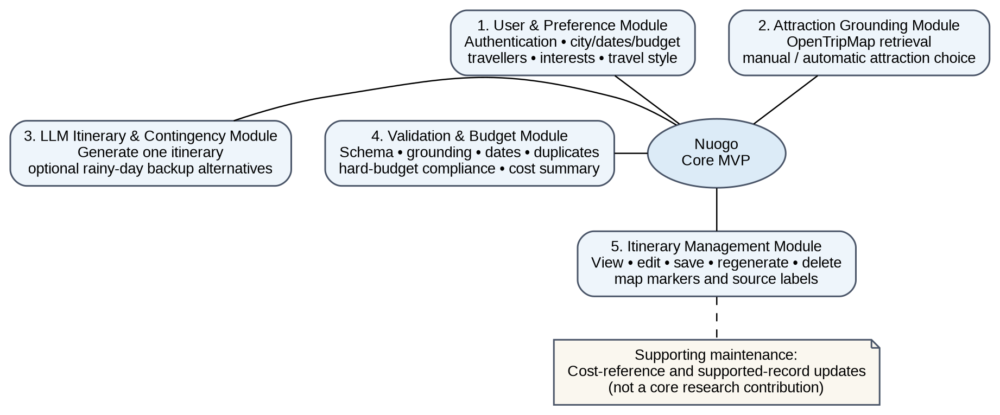 1. User & Preference Module
Authentication • city/dates/budget
travellers • interests • travel style
2. Attraction Grounding Module
OpenTripMap retrieval
manual / automatic attraction choice
3. LLM Itinerary & Contingency Module
Generate one itinerary
optional rainy-day backup alternatives
4. Validation & Budget Module
Schema • grounding • dates • duplicates
hard-budget compliance • cost summary
Nuogo
Core MVP
5. Itinerary Management Module
View • edit • save • regenerate • delete
map markers and source labels
Supporting maintenance:
Cost-reference and supported-record updates
(not a core research contribution)